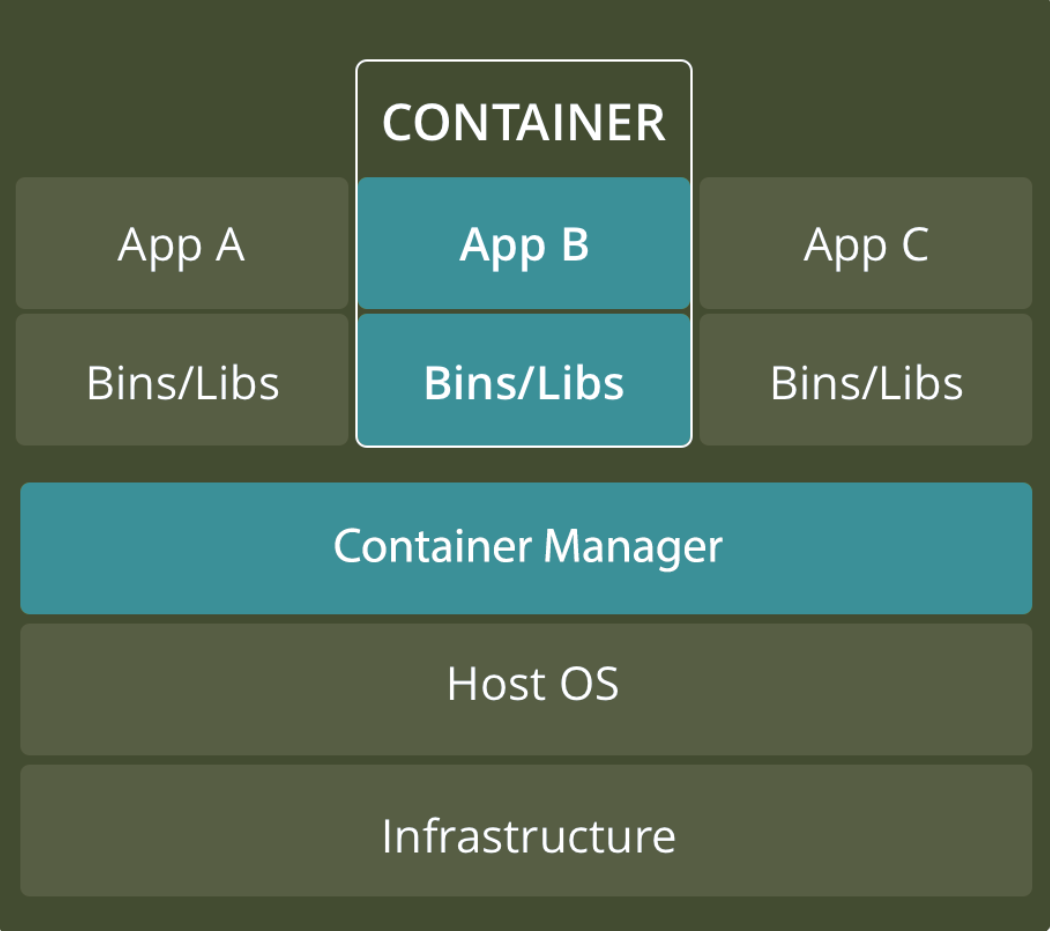 CONTAINER
App A
App B
App C
Bins/Libs
Bins/Libs
Bins/Libs
Container Manager
Host OS
Infrastructure